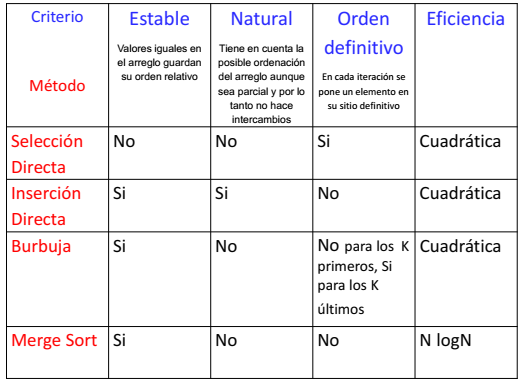 Criterio
Método
Estable
Valores iguales en
el arreglo guardan
su orden relativo
Natural
Tiene en cuenta la
posible ordenación
del arreglo aunque
sea parcial y por lo
tanto no hace
intercambios
Orden
definitivo
En cada iteración se
pone un elemento en
su sitio definitivo
Eficiencia
Selección
Directa
No
No
Si
Cuadrática
Inserción
Directa
Si
Si
No
Cuadrática
Burbuja
Si
No
No para los K
primeros, Si
para los K
últimos
Cuadrática
Merge Sort
Si
No
No
N logN